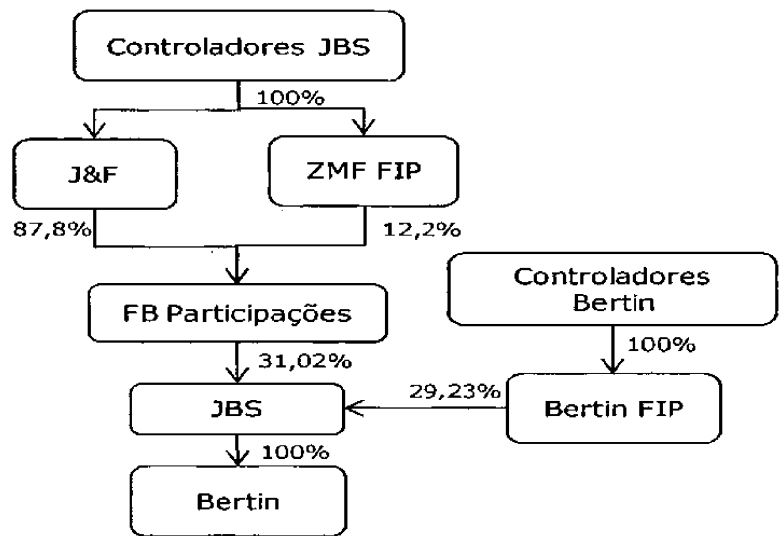 Controladores JBS
100%
J&F
ZMF FIP
87,8%
12,2%
FB Participações
Controladores
Bertin
31,02%
100%
JBS
29,23%
Bertin FIP
100%
Bertin